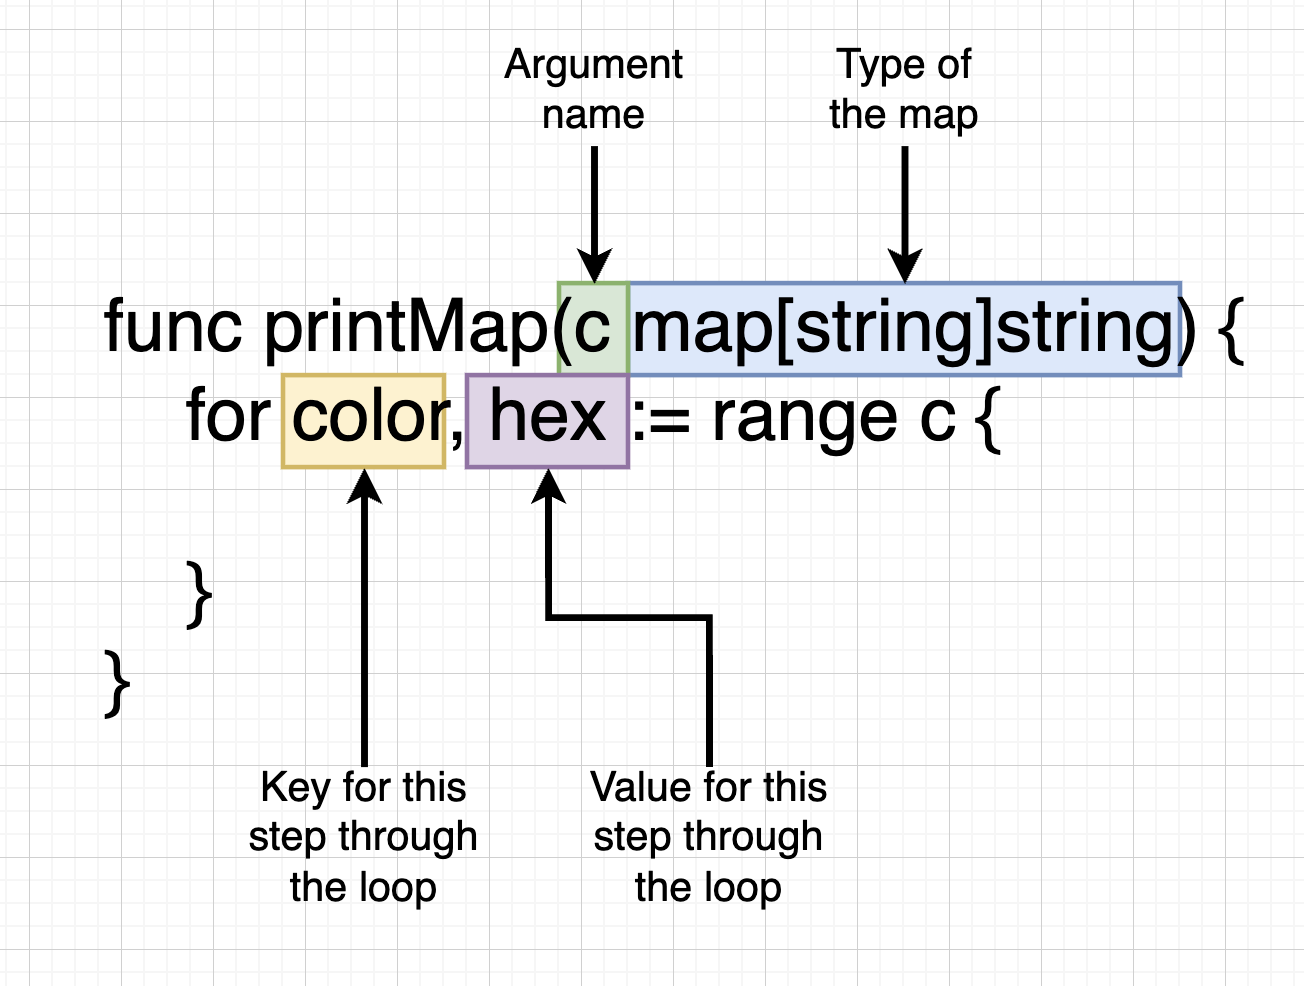 Argument
name
Type of
the map
func printMap(c map[string]string) {
for color, hex := range c {
}
}
Key for this
step through
the loop
Value for this
step through
the loop